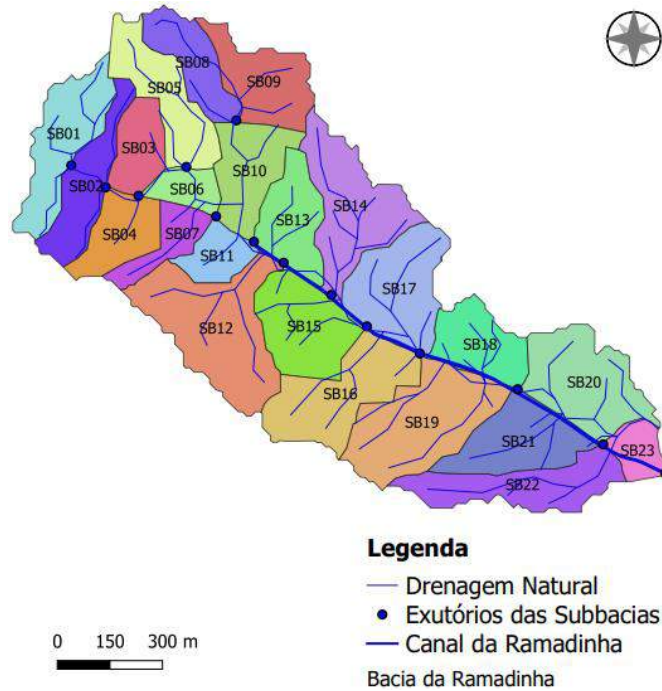 SB08
SB05
SB09
SB01
SB03
SB02
SB06
SB10
SB14
SB13
SB04
SB07
SB11
SB17
SB12
SB15
SB18
SB20
SB16
SB19
SB21
SB23
SB22
Legenda
Drenagem Natural
Exutórios das Subbacias
Canal da Ramadinha
Bacia da Ramadinha
0 150 300 m